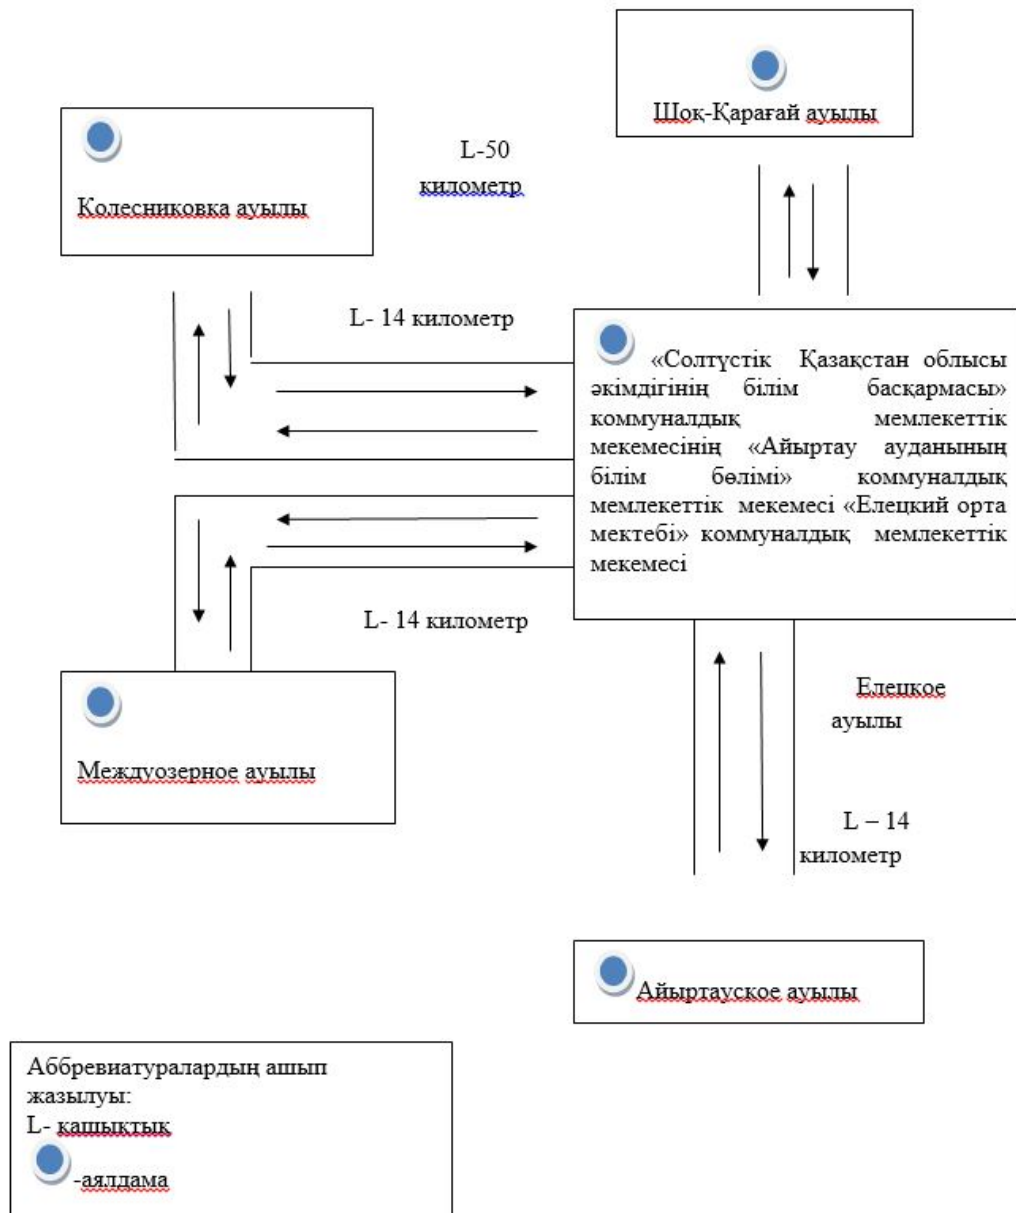 Шоқ-Қарағай ауылы
Колесниковка ауылы
L-50
километр
L- 14 километр
«Солтүстік Қазақстан облысы
әкімдігінің білім басқармасы»
коммуналдық мемлекеттік
мекемесінің «Айыртау ауданының
білім бөлімі» коммуналдық
мемлекеттік мекемесі «Елецкий орта
мектебі» коммуналдық мемлекеттік
мекемесі
L- 14 километр
Междуозерное ауылы
Елецкое
ауылы
L – 14
километр
Айыртауское ауылы
Аббревиатуралардың ашып
жазылуы:
L- қашықтық
-аялдама